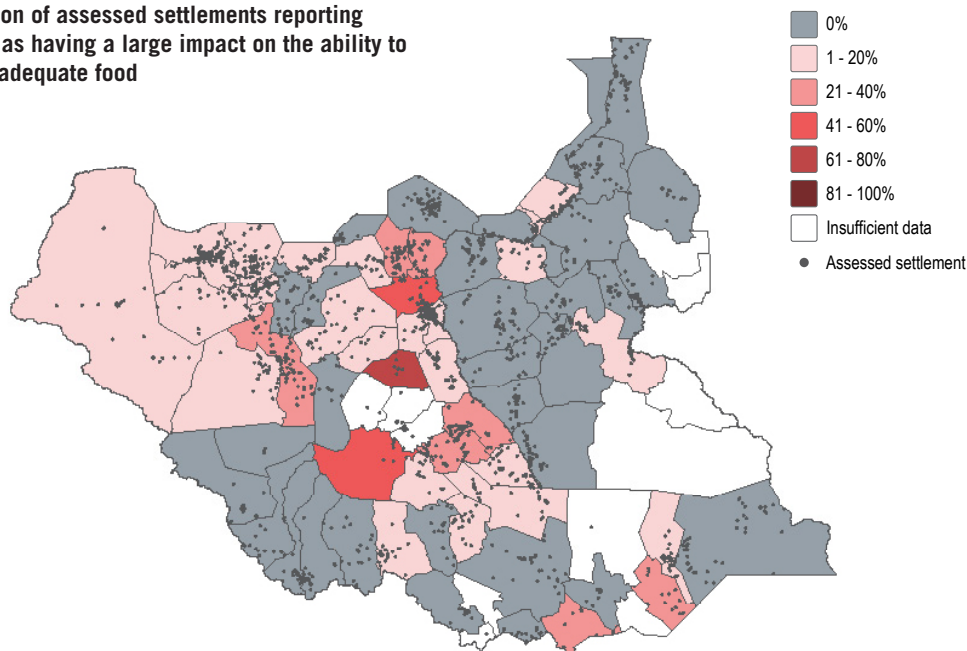 on of assessed settlements reporting
as having a large impact on the ability to
adequate food
0%
1 - 20%
21 - 40%
41 - 60%
61 - 80%
81 - 100%
Insufficient data
Assessed settlement